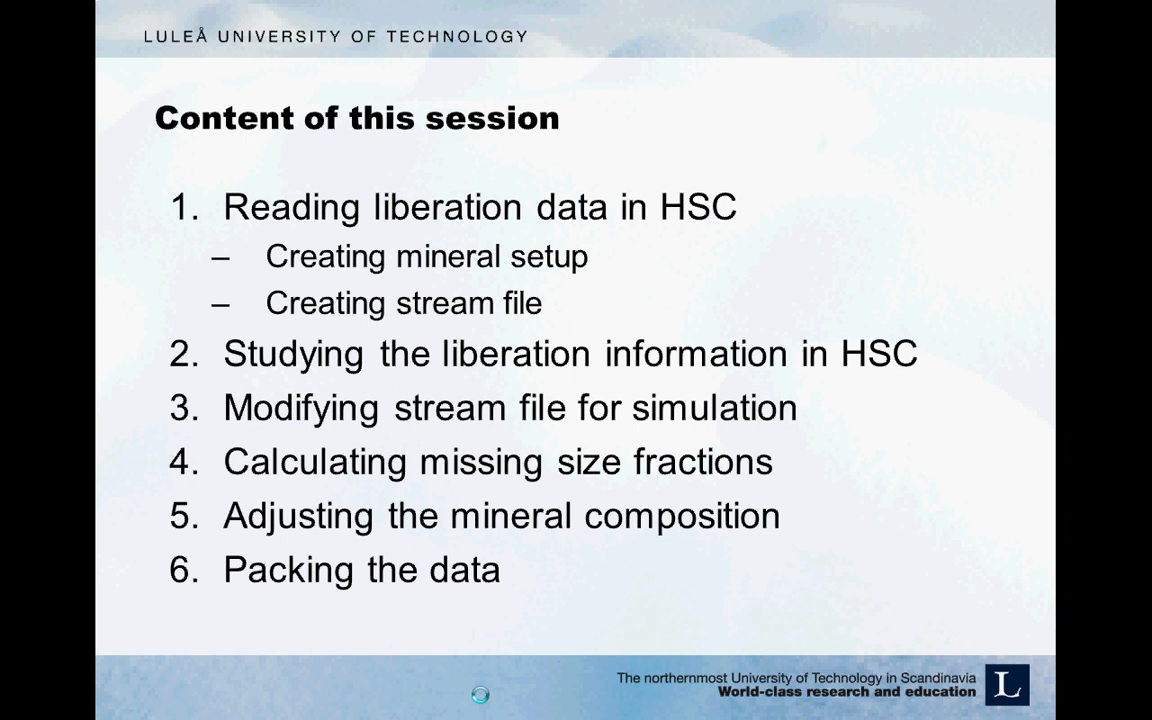 LULEÅ UNIVERSITY OF TECHNOLOGY
Content of this session
1. Reading liberation data in HSC
– Creating mineral setup
– Creating stream file
2. Studying the liberation information in HSC
3. Modifying stream file for simulation
4. Calculating missing size fractions
5. Adjusting the mineral composition
6. Packing the data
The northernmost University of Technology in Scandinavia
World-class research and education
L